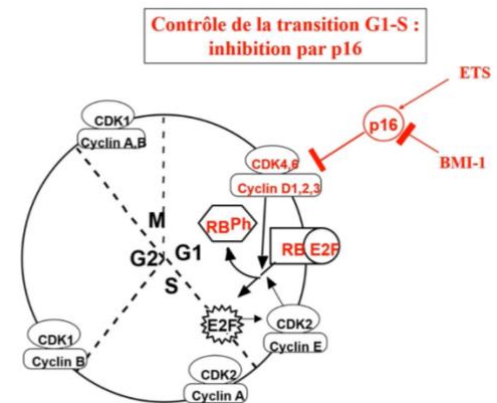 Contrôle de la transition G1-S :
inhibition par p16
ETS
p16
BMI-1
CDK1
Cyclin A,B
CDK4,6
Cyclin D1,2,3
RBPh
RB E2F
M
G2 G1
S
E2F
CDK2
Cyclin E
CDK1
Cyclin B
CDK2
Cyclin A